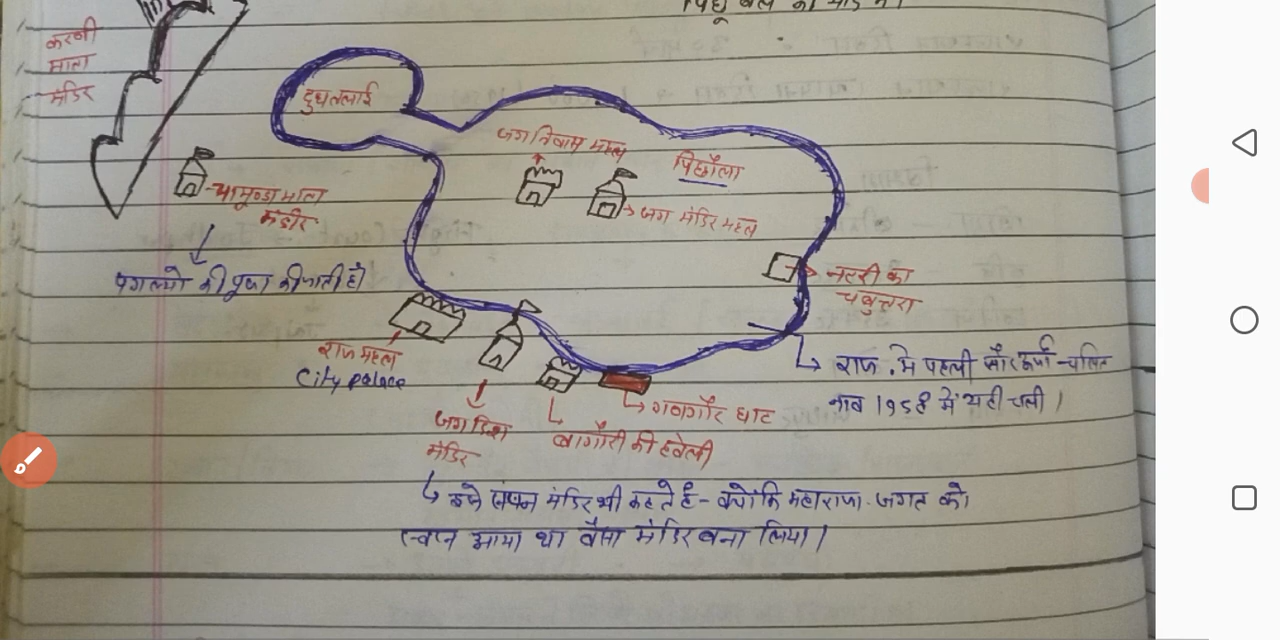 करणी
माता
मंदिर
दुधतलाई
जगनिवास महल
पिछौला
जग मंदिर महल
चामुण्डा माता
मंदीर
पगल्यो की पूजा की जाती है।
नटनी का
चबुतरा
राज महल
City palace
राज. मे पहली सौर ऊर्जा-चलित
नाव 1958 में यही चली।
गणगौर घाट
जगदिश
मंदिर
बागौरी की हवेली
इसे सपन मंदिर भी कहते है- क्योंकि महाराजा जगत को
स्वप्न आया था वैसा मंदिर बना लिया।